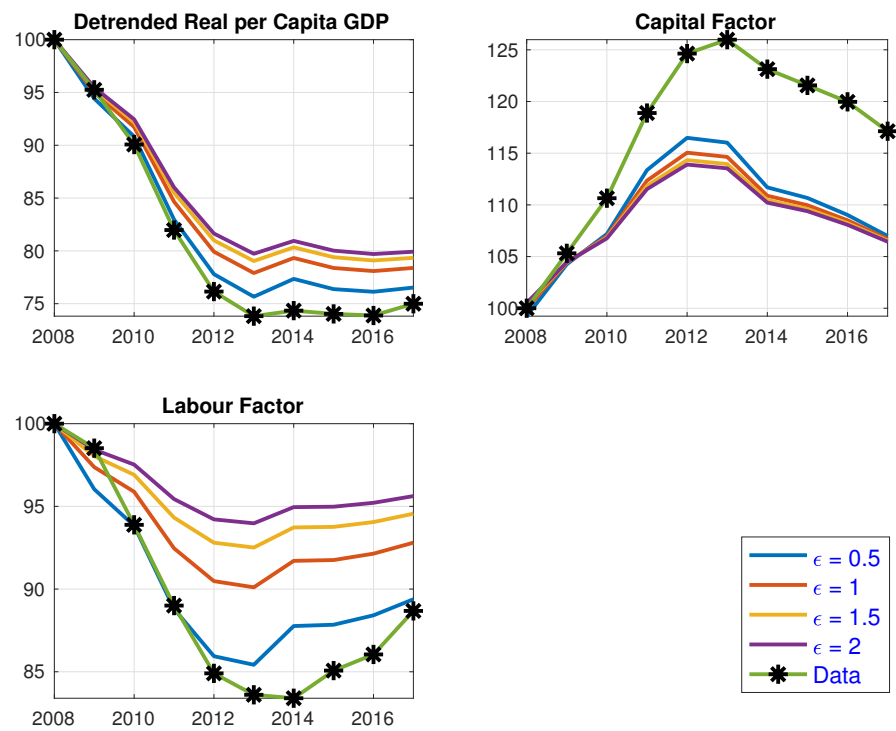 Detrended Real per Capita GDP
100
95
90
85
80
75
2008 2010 2012 2014 2016
Capital Factor
125
120
115
110
105
100
2008 2010 2012 2014 2016
Labour Factor
100
95
90
85
2008 2010 2012 2014 2016
ϵ = 0.5
ϵ = 1
ϵ = 1.5
ϵ = 2
Data